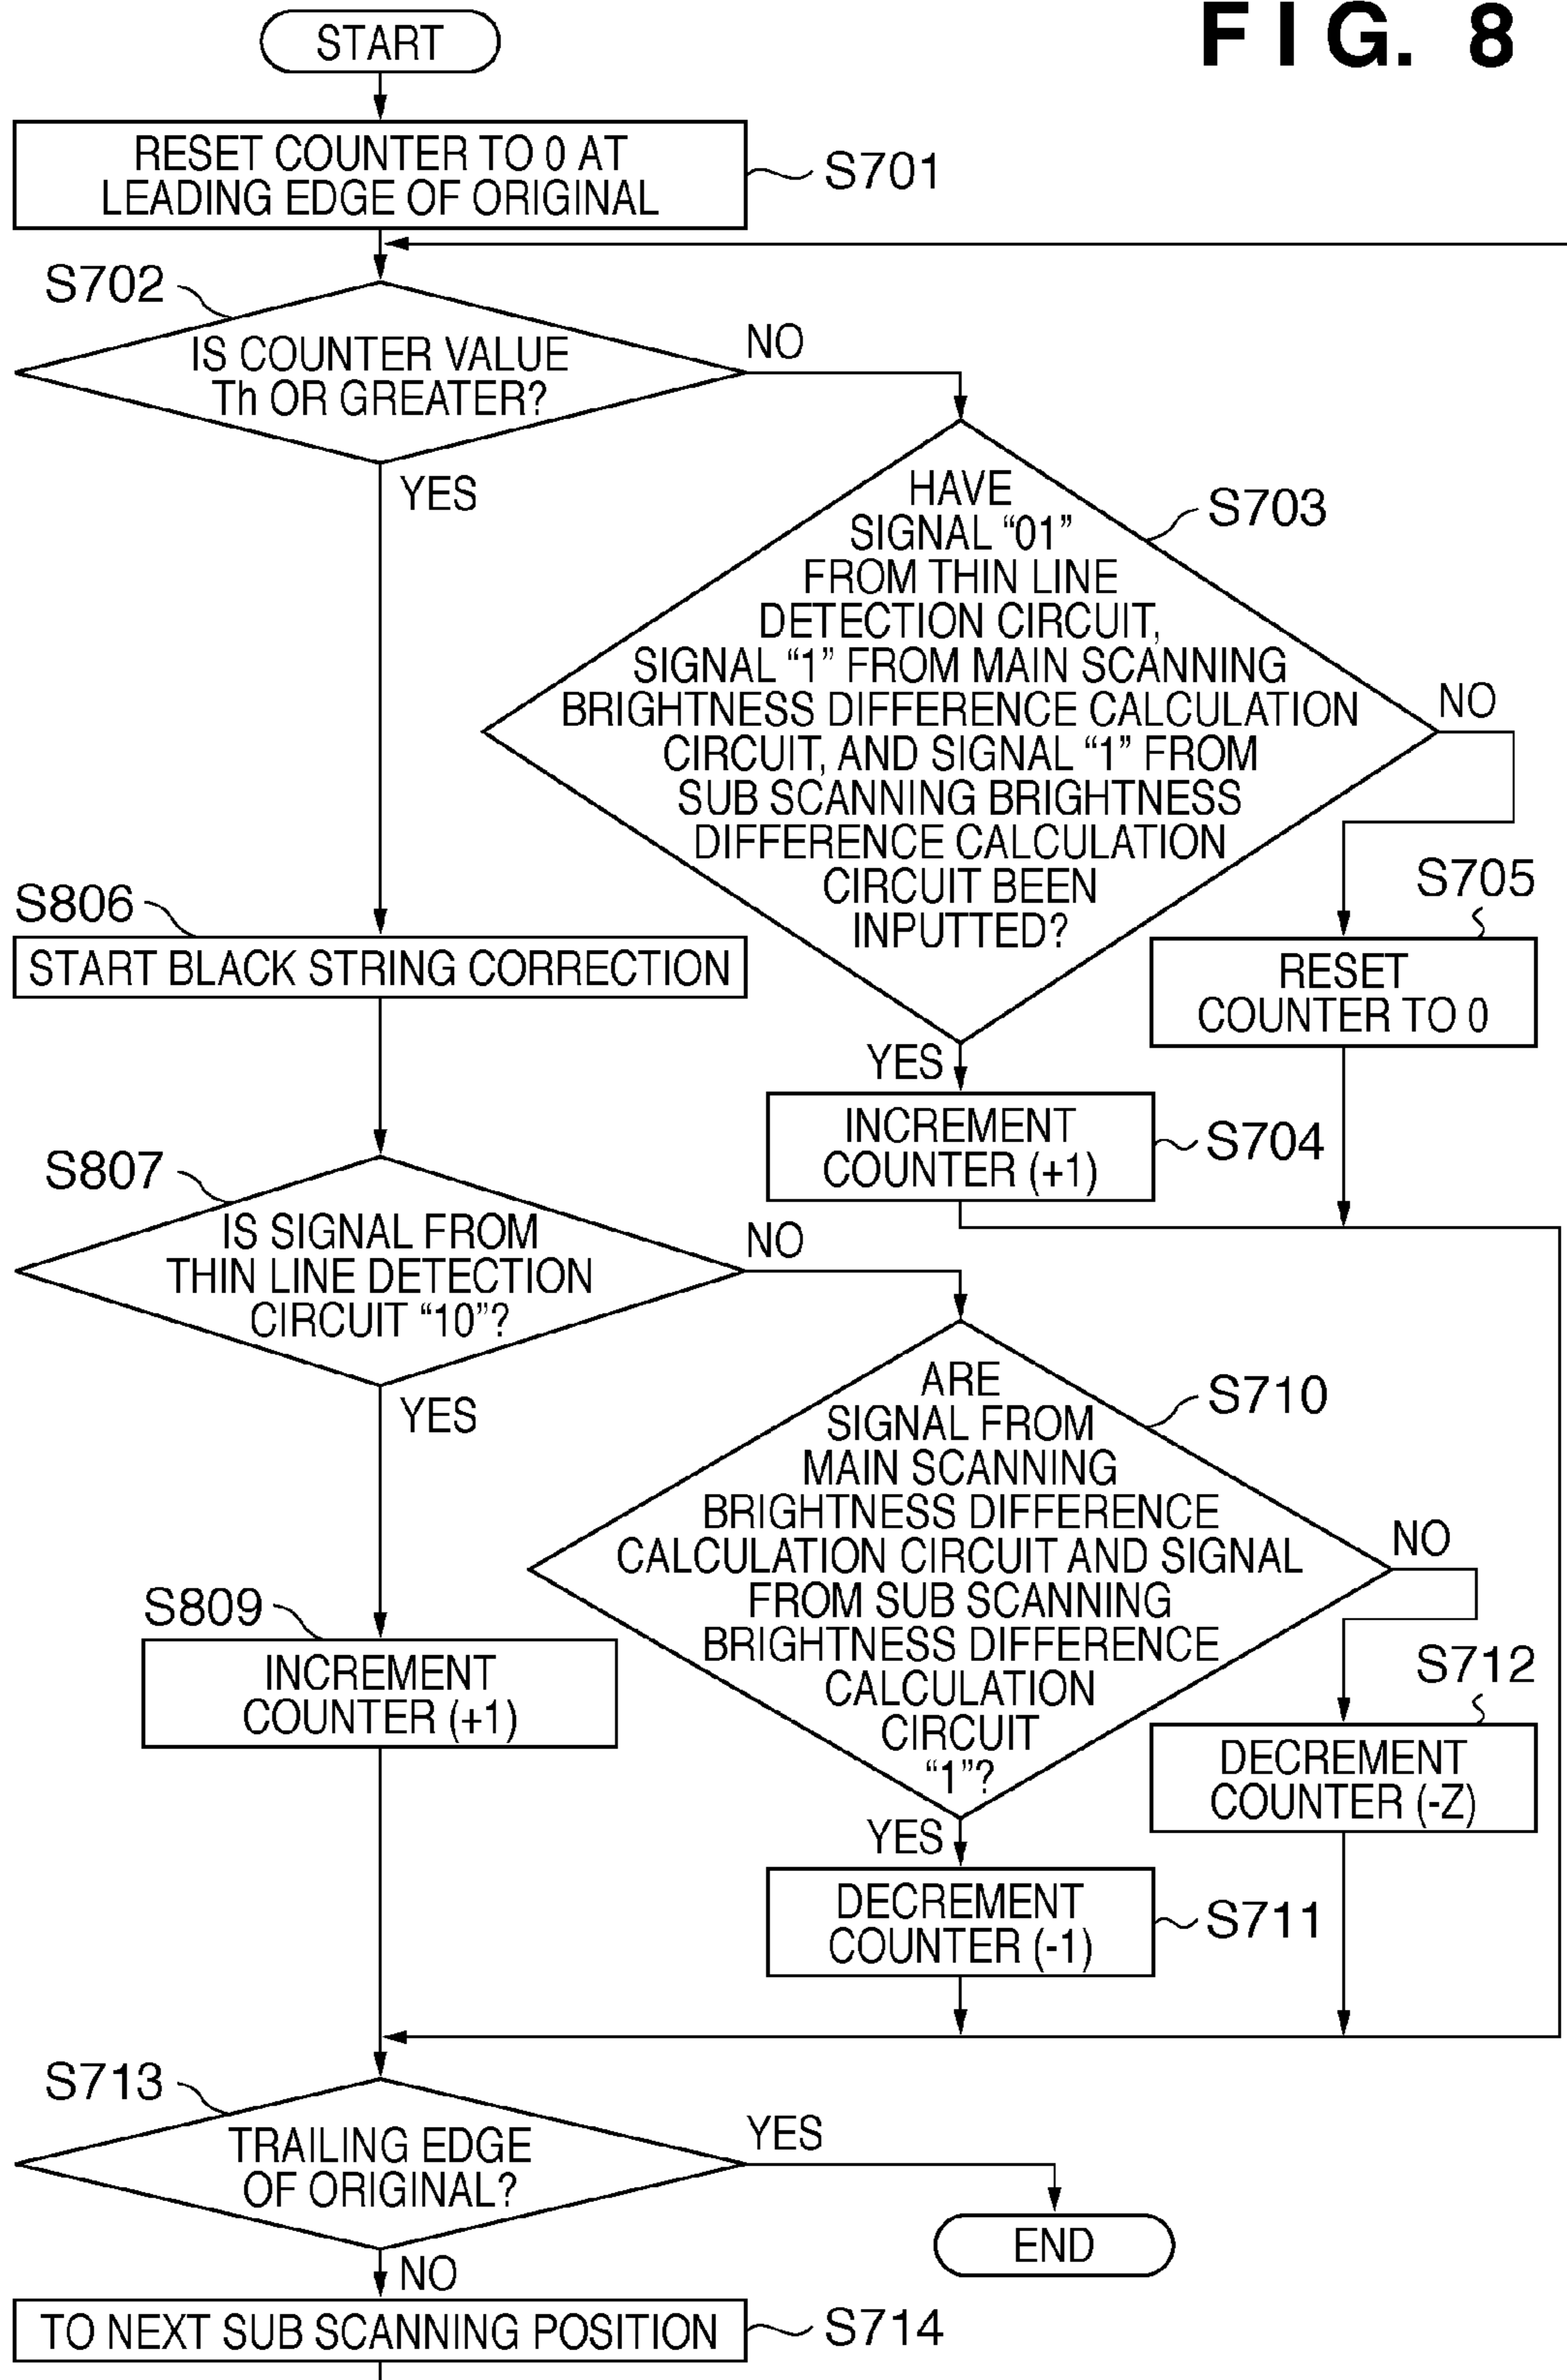 FIG. 8
START
RESET COUNTER TO 0 AT
LEADING EDGE OF ORIGINAL
S701
S702
IS COUNTER VALUE
Th OR GREATER?
NO
YES
HAVE
SIGNAL “01”
FROM THIN LINE
DETECTION CIRCUIT,
SIGNAL “1” FROM MAIN SCANNING
BRIGHTNESS DIFFERENCE CALCULATION
CIRCUIT, AND SIGNAL “1” FROM
SUB SCANNING BRIGHTNESS
DIFFERENCE CALCULATION
CIRCUIT BEEN
INPUTTED?
S703
NO
YES
S705
RESET
COUNTER TO 0
INCREMENT
COUNTER (+1)
S704
S806
START BLACK STRING CORRECTION
S807
IS SIGNAL FROM
THIN LINE DETECTION
CIRCUIT “10”?
NO
YES
ARE
SIGNAL FROM
MAIN SCANNING
BRIGHTNESS DIFFERENCE
CALCULATION CIRCUIT AND SIGNAL
FROM SUB SCANNING
BRIGHTNESS DIFFERENCE
CALCULATION
CIRCUIT
“1”?
S710
NO
YES
S712
DECREMENT
COUNTER (-Z)
S809
INCREMENT
COUNTER (+1)
DECREMENT
COUNTER (-1)
S711
S713
TRAILING EDGE
OF ORIGINAL?
YES
END
NO
TO NEXT SUB SCANNING POSITION
S714